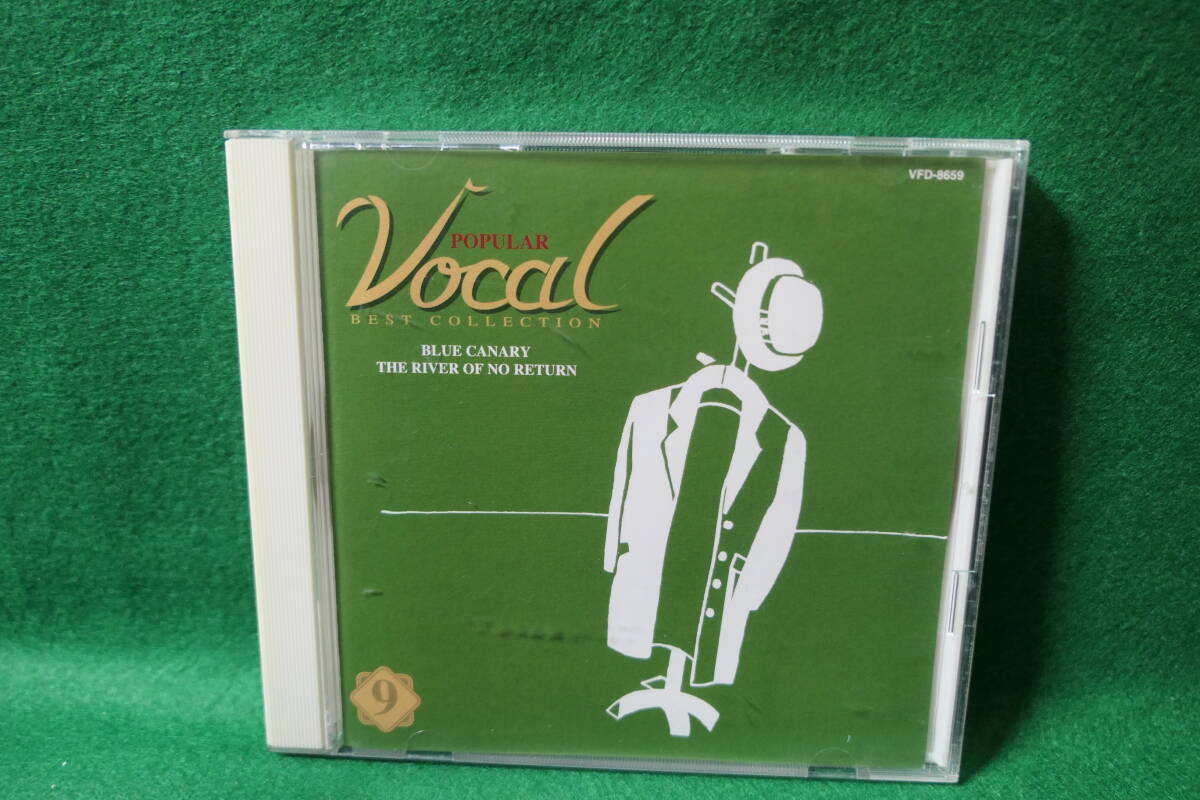 VFD-8659
POPULAR
Vocal
BEST COLLECTION
BLUE CANARY
THE RIVER OF NO RETURN
9